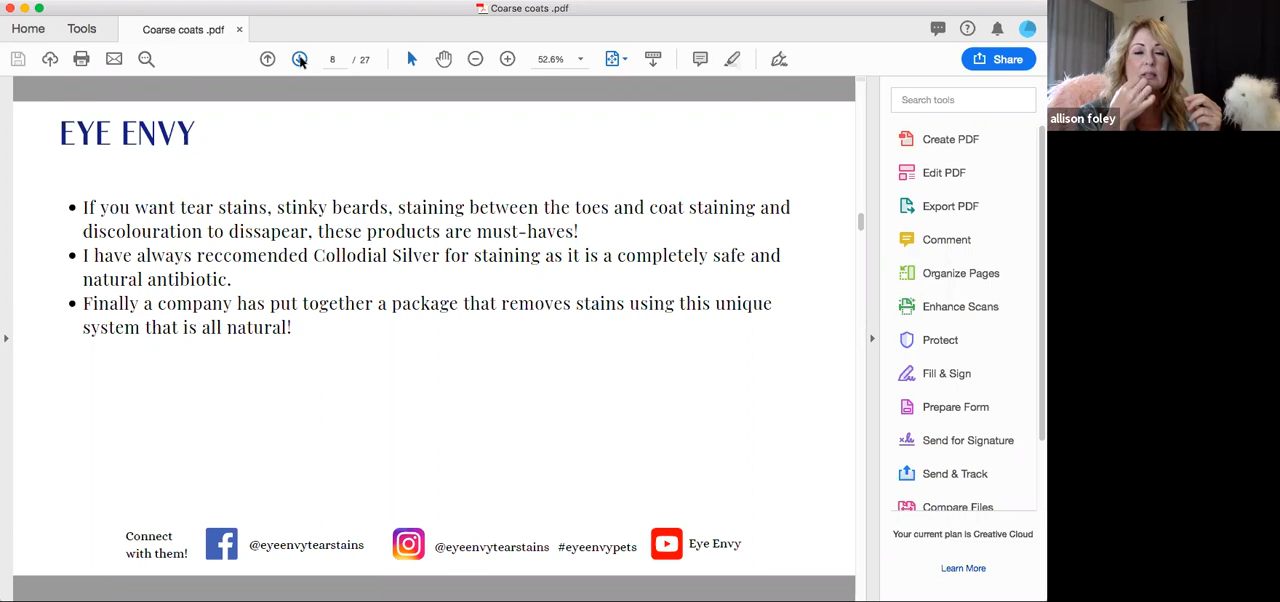 Coarse coats .pdf
Home
Tools
Coarse coats .pdf
8 / 27
52.6%
Share
allison foley
EYE ENVY
If you want tear stains, stinky beards, staining between the toes and coat staining and
discolouration to dissapear, these products are must-haves!
I have always reccomended Collodial Silver for staining as it is a completely safe and
natural antibiotic.
Finally a company has put together a package that removes stains using this unique
system that is all natural!
Connect
with them!
@eyeenvytearstains
@eyeenvytearstains #eyeenvypets
Eye Envy
Search tools
Create PDF
Edit PDF
Export PDF
Comment
Organize Pages
Enhance Scans
Protect
Fill & Sign
Prepare Form
Send for Signature
Send & Track
Compare Files
Your current plan is Creative Cloud
Learn More